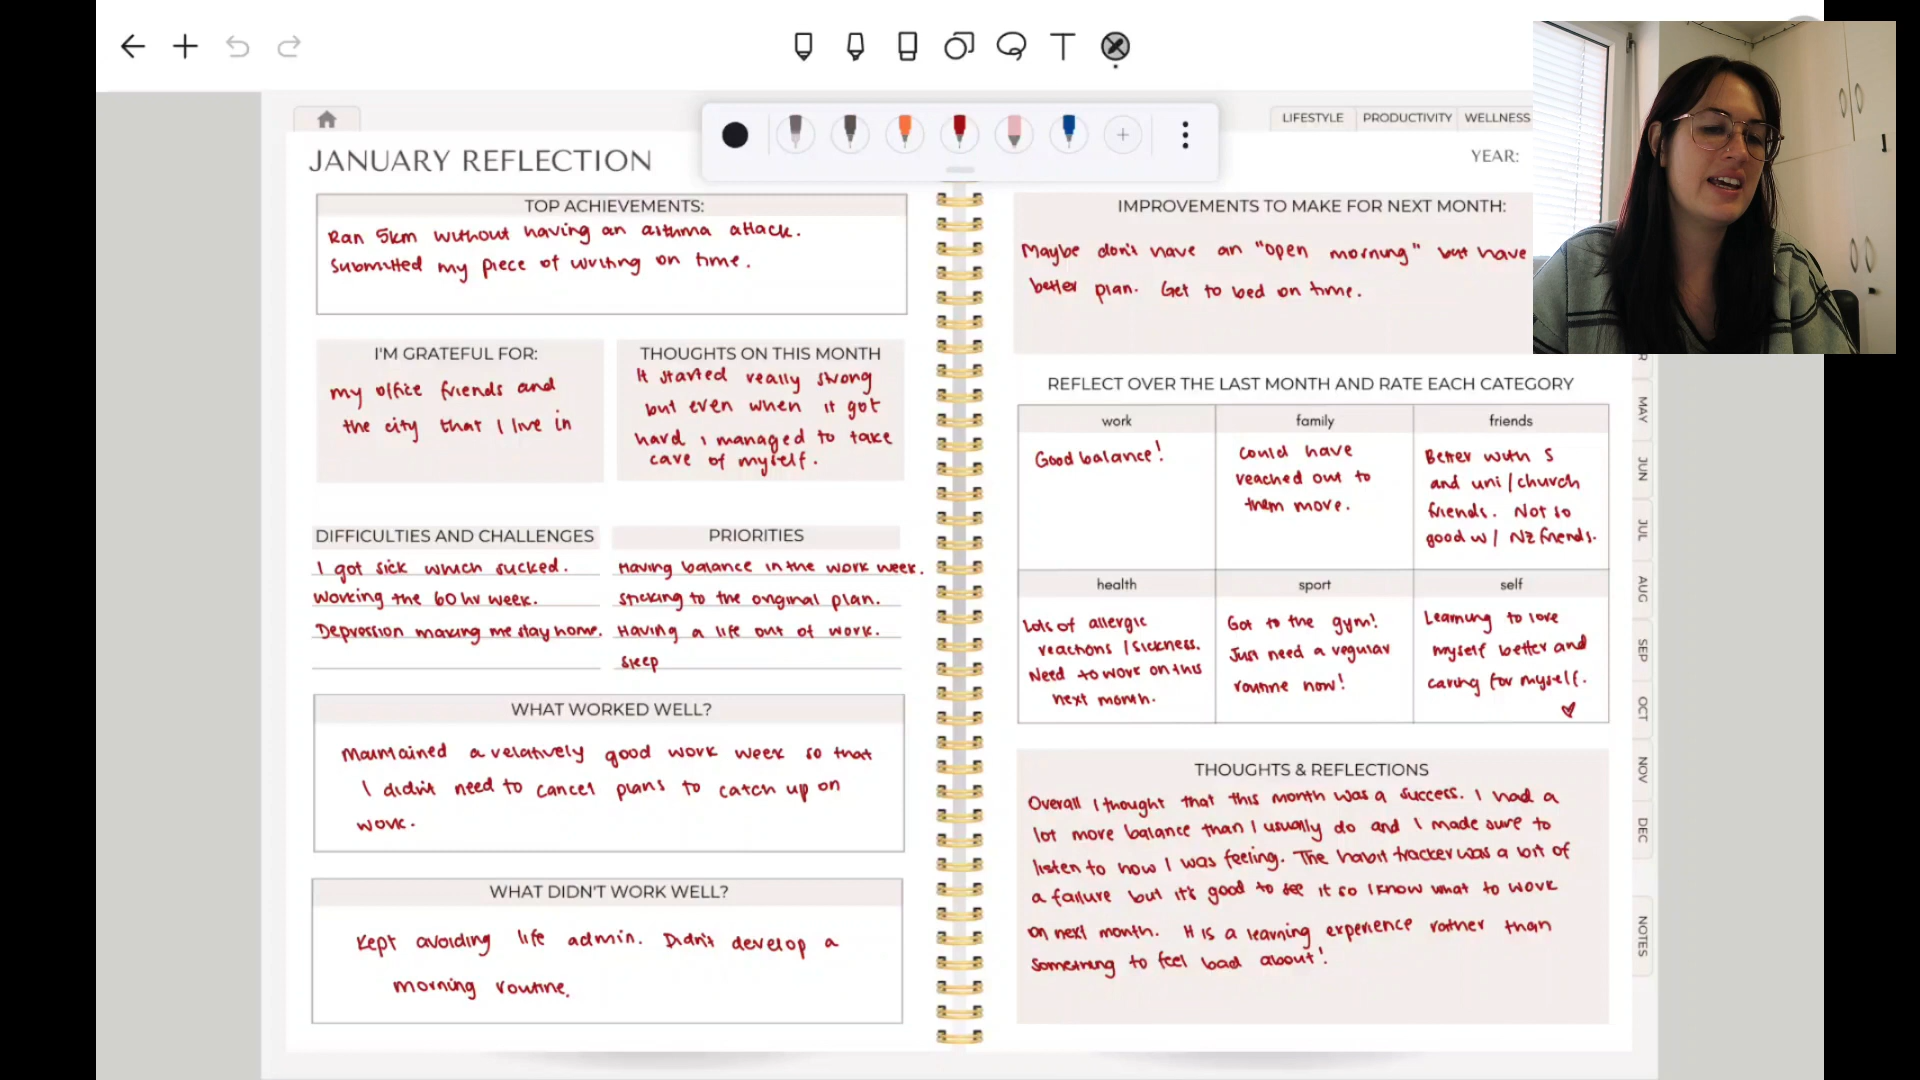 LIFESTYLE PRODUCTIVITY WELLNESS
JANUARY REFLECTION
YEAR:
TOP ACHIEVEMENTS:
Ran 5km without having an asthma attack.
Submitted my piece of writing on time.
I'M GRATEFUL FOR:
my office friends and
the city that I live in
THOUGHTS ON THIS MONTH
It started really strong
but even when it got
hard I managed to take
care of myself.
DIFFICULTIES AND CHALLENGES
I got sick which sucked.
Working the 60 hr week.
Depression making me stay home.
PRIORITIES
Having balance in the work week.
Sticking to the original plan.
Having a life out of work.
Sleep
WHAT WORKED WELL?
Maintained a relatively good work week so that
I didn't need to cancel plans to catch up on
work.
WHAT DIDN'T WORK WELL?
Kept avoiding life admin. Didn't develop a
morning routine.
IMPROVEMENTS TO MAKE FOR NEXT MONTH:
Maybe don't have an "open morning" but have
better plan. Get to bed on time.
REFLECT OVER THE LAST MONTH AND RATE EACH CATEGORY
work
Good balance!
family
Could have
reached out to
them more.
friends
Better with S
and uni/church
friends. Not so
good w/ NZ friends.
health
Lots of allergic
reactions/sickness.
Need to work on this
next month.
sport
Got to the gym!
Just need a regular
routine now!
self
Learning to love
myself better and
caring for myself.
THOUGHTS & REFLECTIONS
Overall I thought that this month was a success. I had a
lot more balance than I usually do and I made sure to
listen to how I was feeling. The habit tracker was a bit of
a failure but it's good to see it so I know what to work
on next month. It is a learning experience rather than
something to feel bad about!
MAY
JUN
JUL
AUG
SEP
OCT
NOV
DEC
NOTES